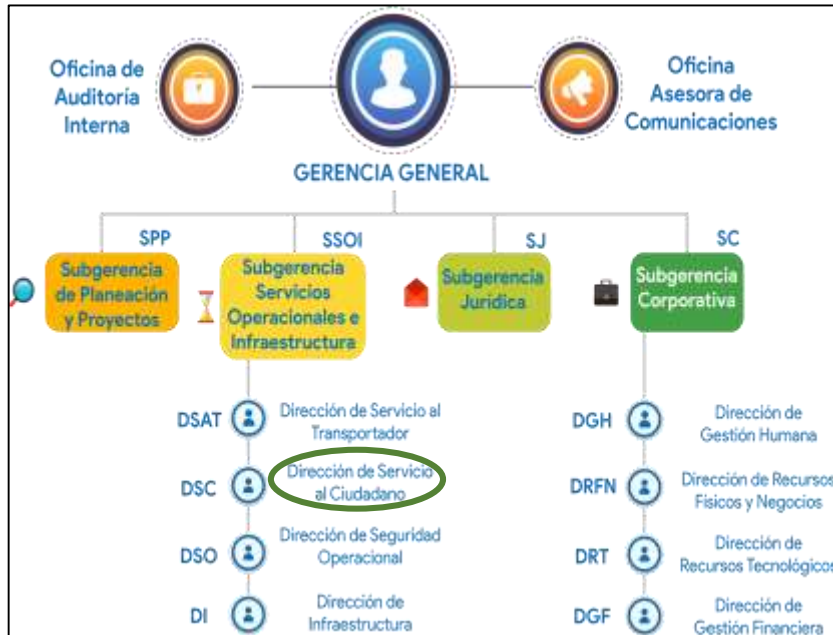 Oficina de
Auditoría
Interna
Oficina
Asesora de
Comunicaciones
GERENCIA GENERAL
SPP
Subgerencia
de Planeación
y Proyectos
SSOI
Subgerencia
Servicios
Operacionales e
Infraestructura
SJ
Subgerencia
Jurídica
SC
Subgerencia
Corporativa
DSAT
Dirección de Servicio al
Transportador
DSC
Dirección de Servicio
al Ciudadano
DSO
Dirección de Seguridad
Operacional
DI
Dirección de
Infraestructura
DGH
Dirección de
Gestión Humana
DRFN
Dirección de Recursos
Físicos y Negocios
DRT
Dirección de
Recursos Tecnológicos
DGF
Dirección de
Gestión Financiera